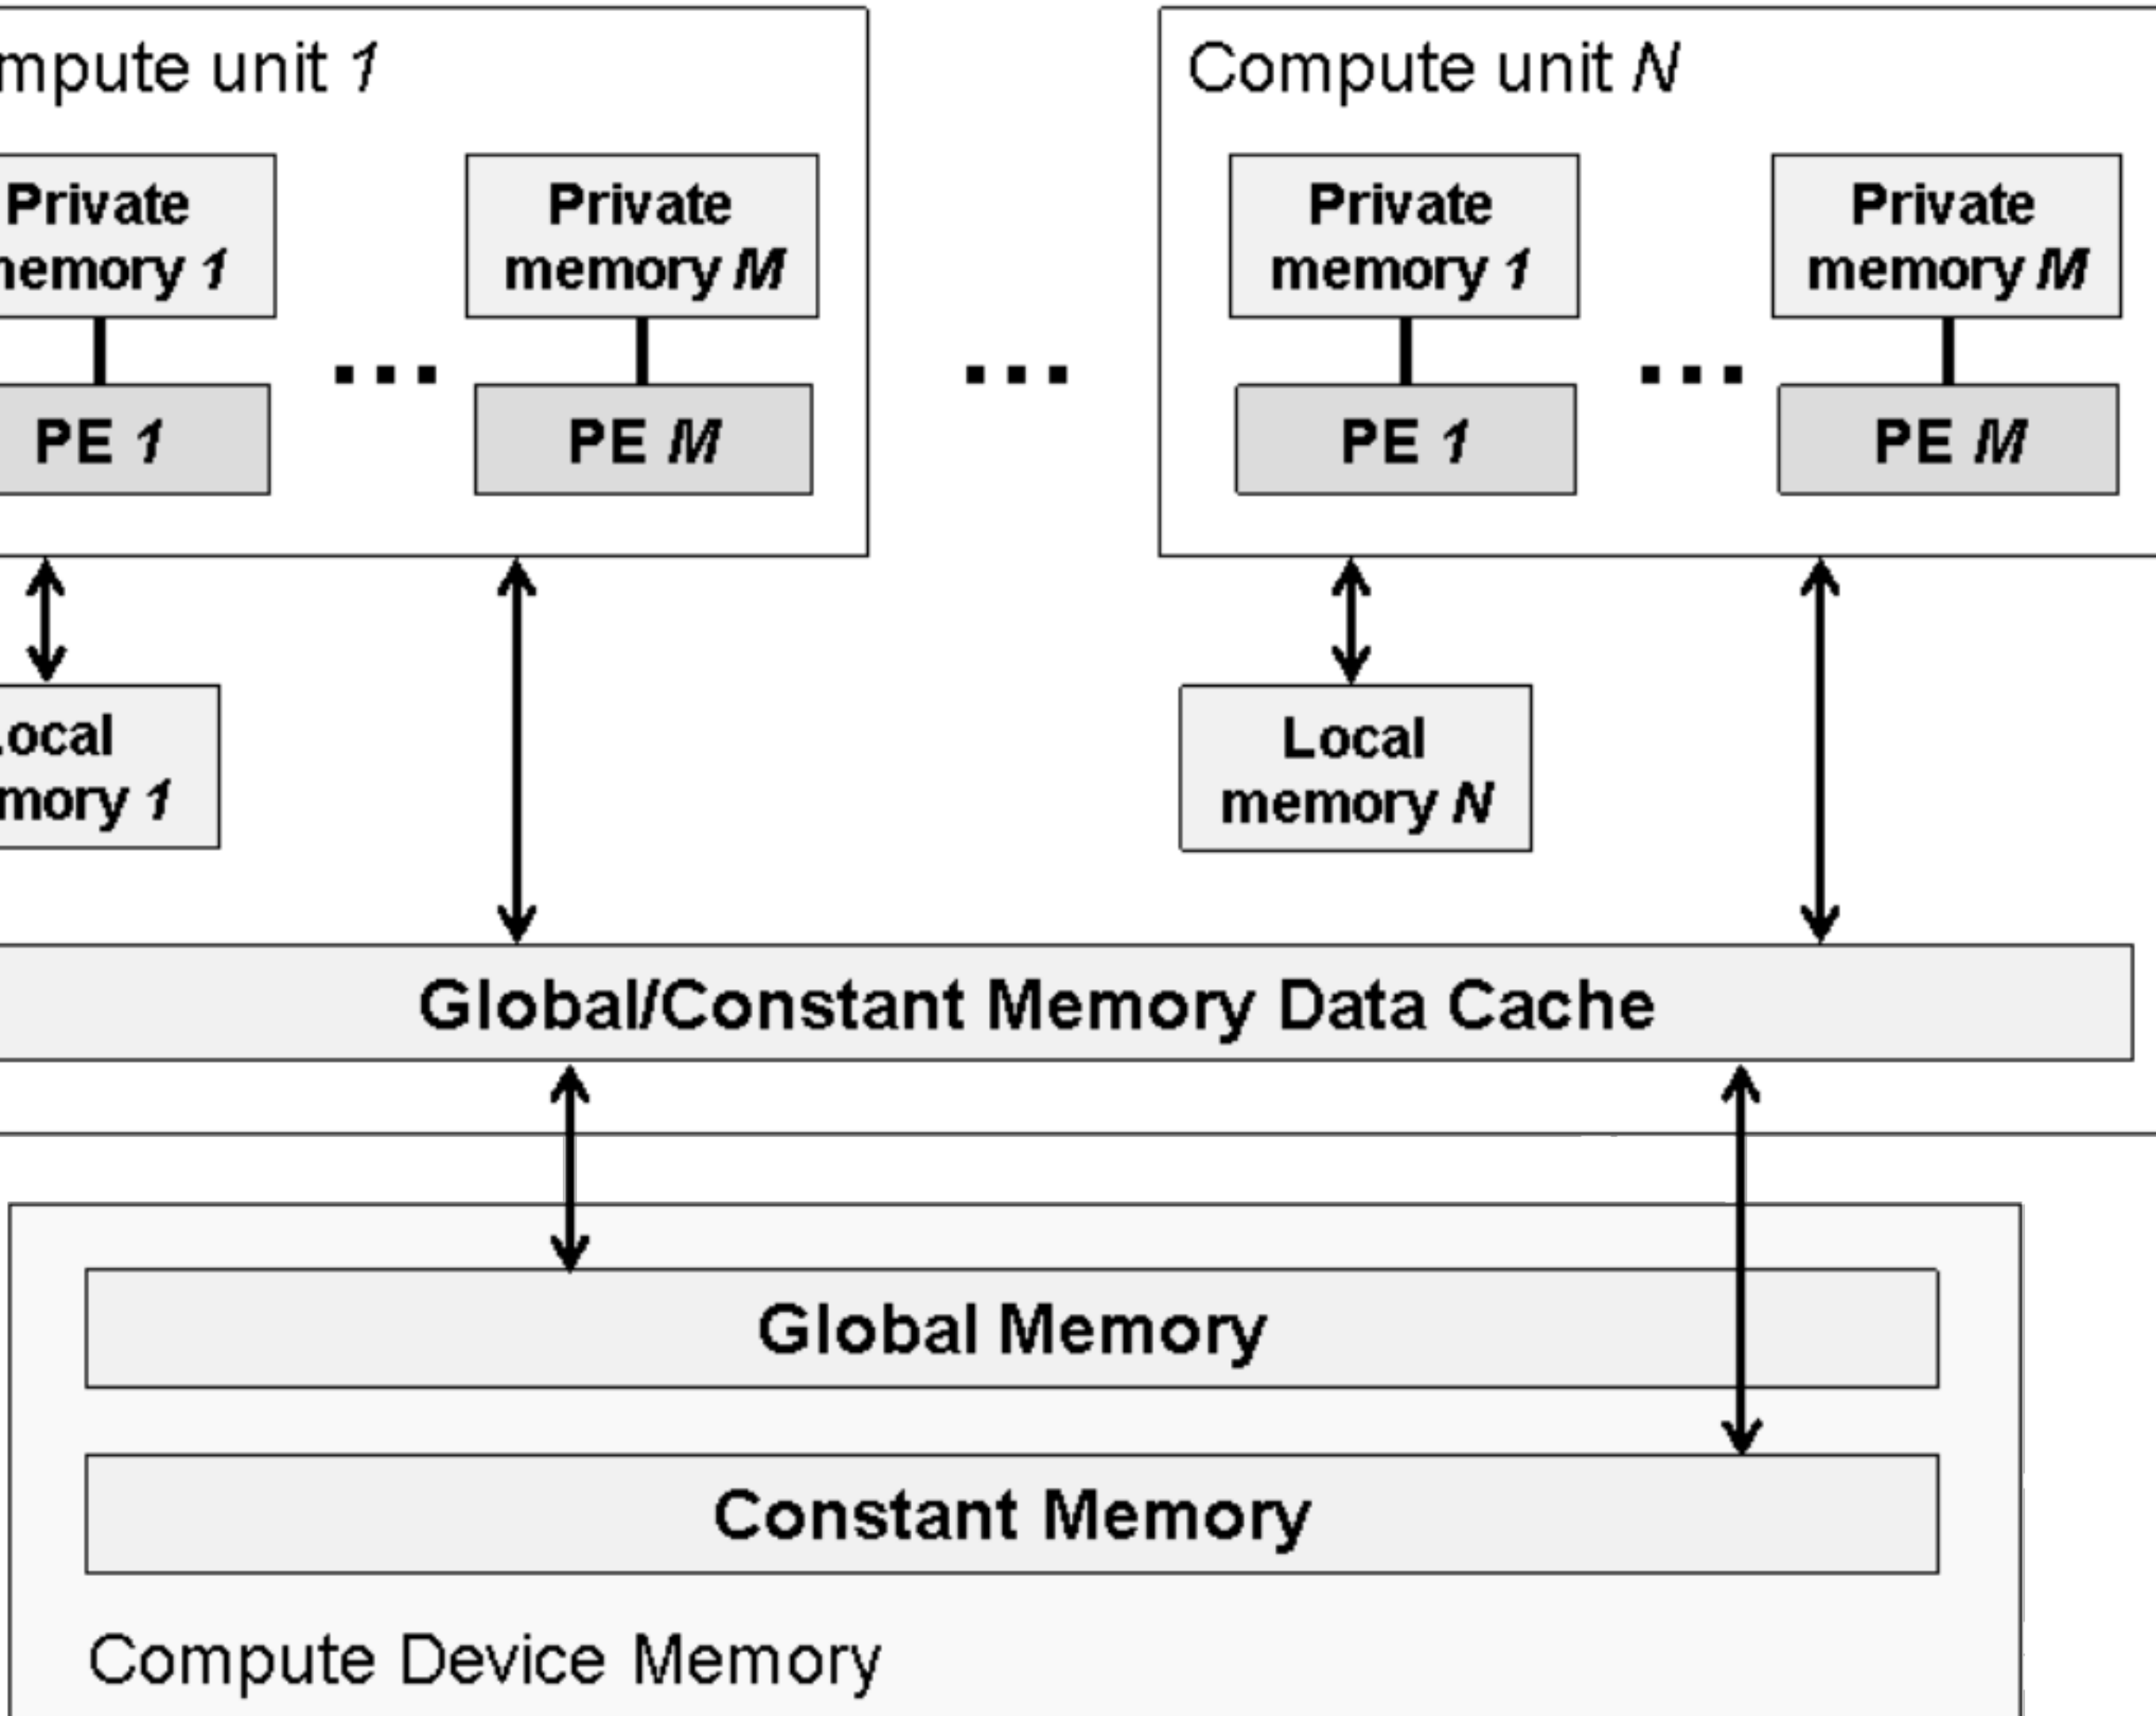 mpute unit 1
Compute unit N
Private
memory 1
Private
memory M
Private
memory 1
Private
memory M
PE 1
PE M
PE 1
PE M
ocal
mory 1
Local
memory N
Global/Constant Memory Data Cache
Global Memory
Constant Memory
Compute Device Memory